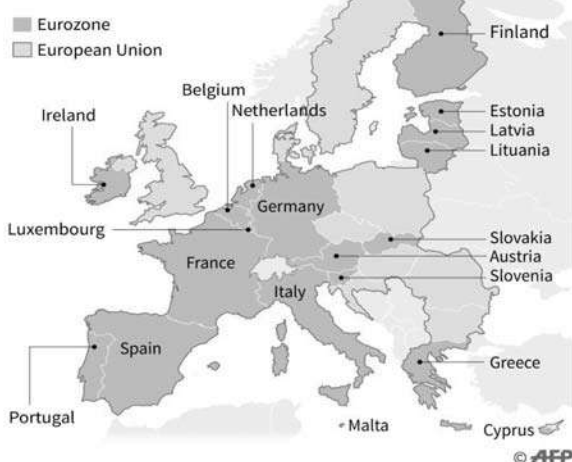 Eurozone
European Union
Finland
Belgium
Netherlands
Ireland
Estonia
Latvia
Lituania
Germany
Luxembourg
Slovakia
Austria
France
Slovenia
Italy
Spain
Greece
Portugal
Malta
Cyprus
© AFP